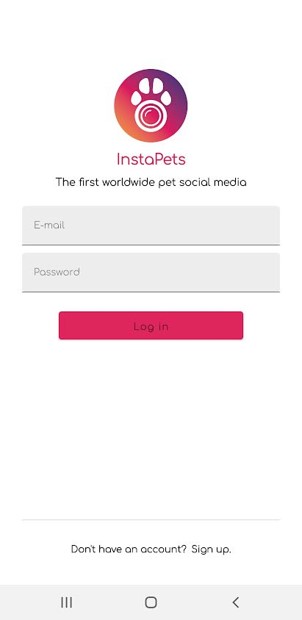 InstaPets
The first worldwide pet social media
E-mail
Password
Log in
Don't have an account? Sign up.